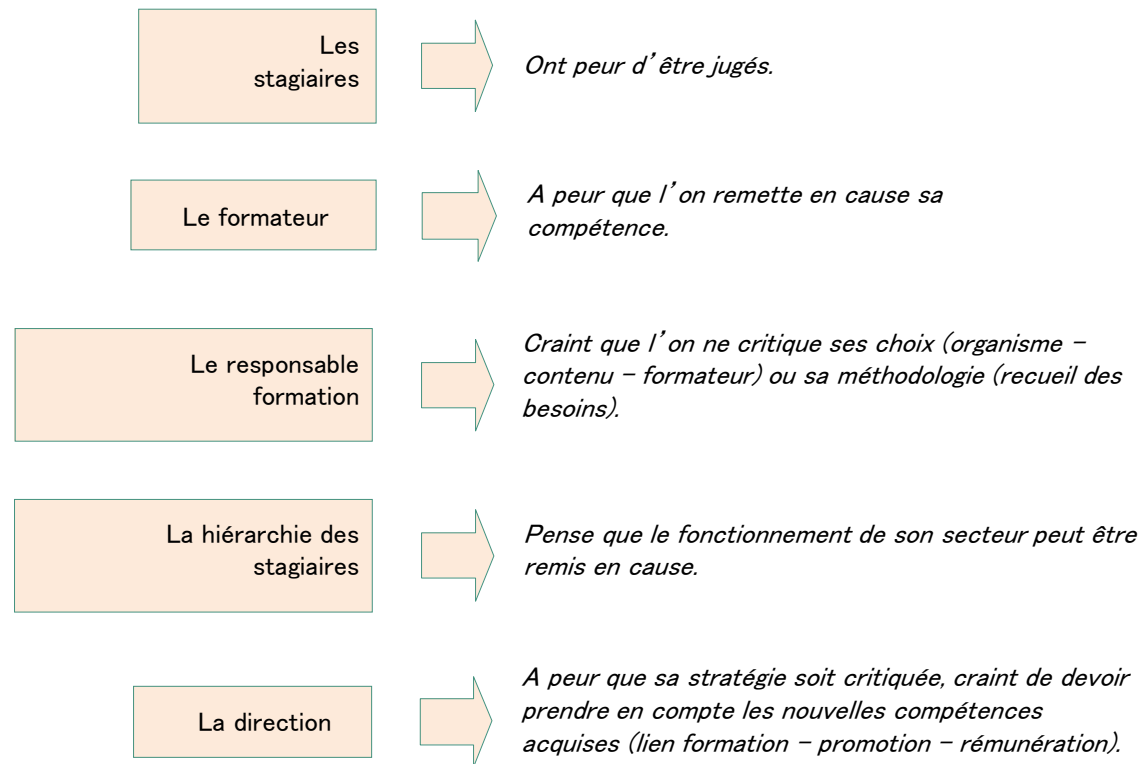 Les
stagiaires
Ont peur d’être jugés.
Le formateur
A peur que l’on remette en cause sa
compétence.
Le responsable
formation
Craint que l’on ne critique ses choix (organisme –
contenu – formateur) ou sa méthodologie (recueil des
besoins).
La hiérarchie des
stagiaires
Pense que le fonctionnement de son secteur peut être
remis en cause.
La direction
A peur que sa stratégie soit critiquée, craint de devoir
prendre en compte les nouvelles compétences
acquises (lien formation – promotion – rémunération).